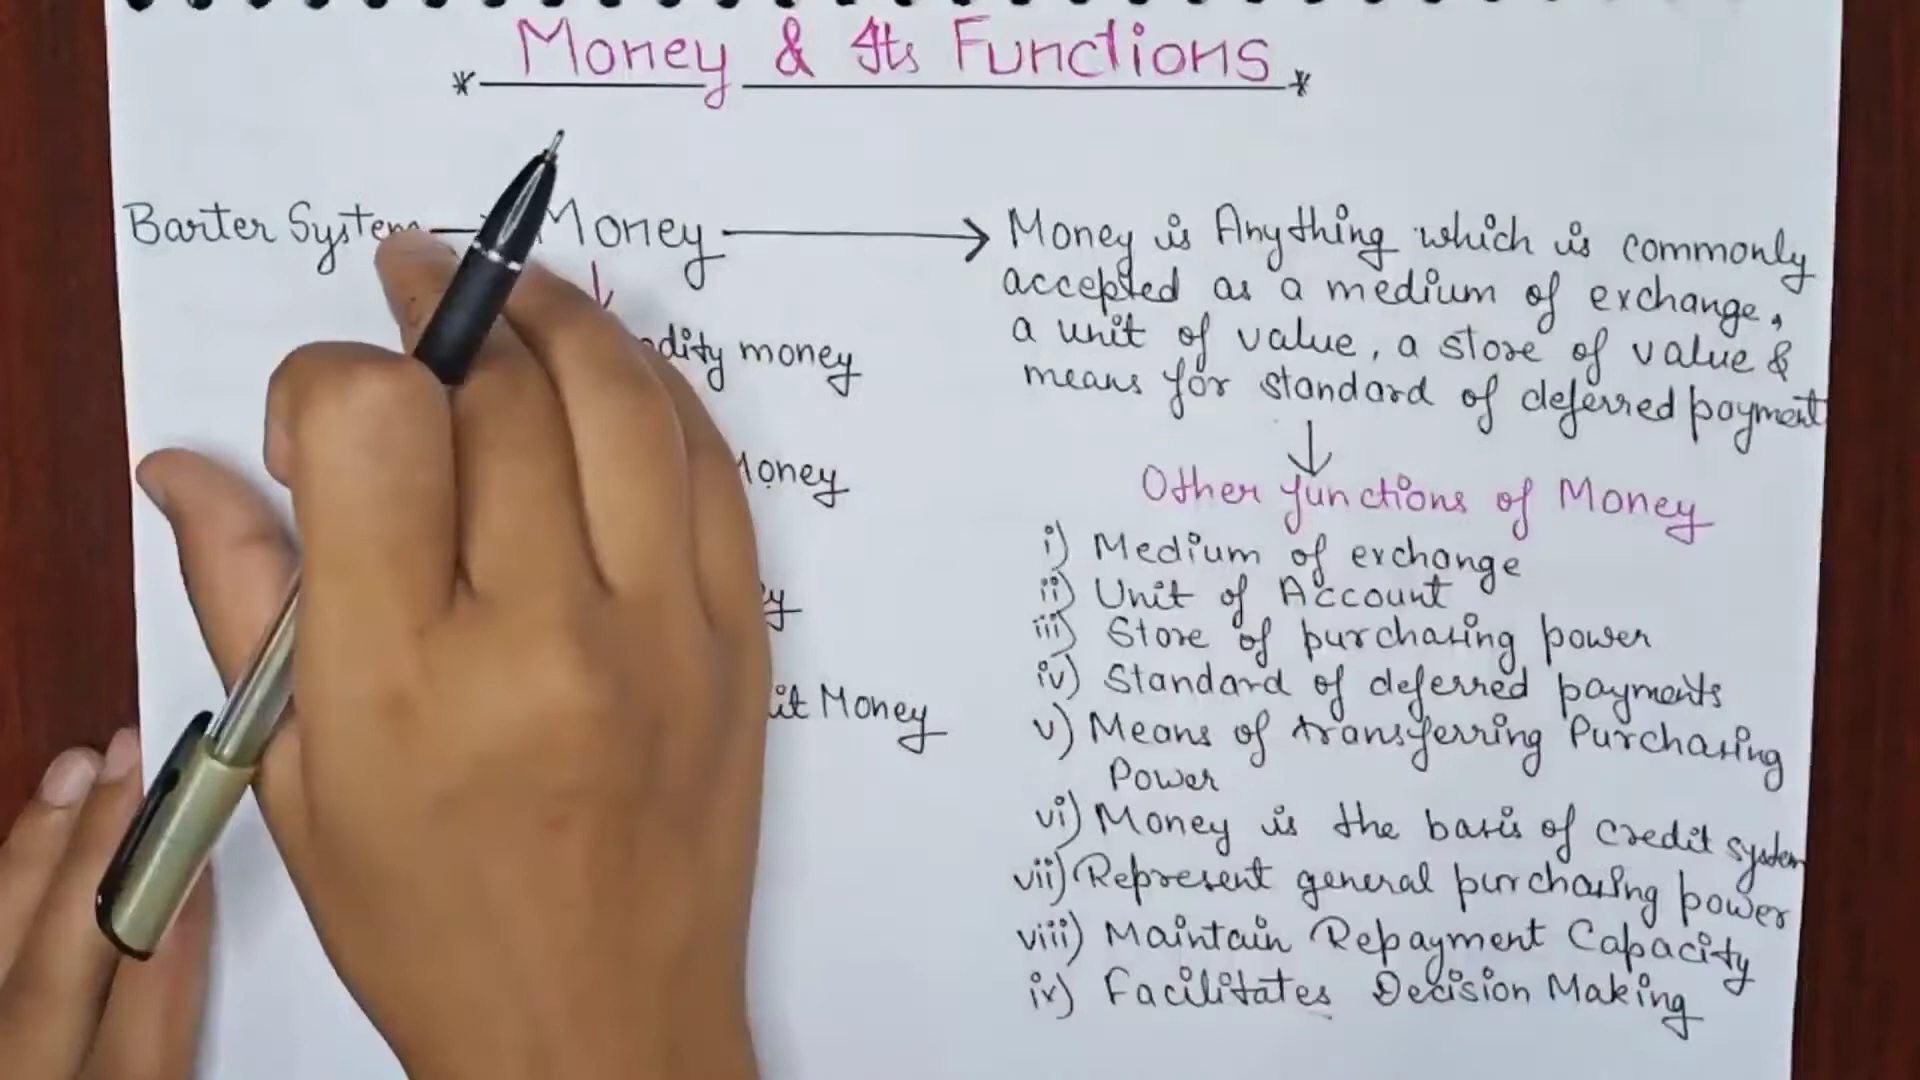 Money & Its Functions
Barter System Money
Money is Anything which is commonly
accepted as a medium of exchange,
a unit of value, a store of value &
means for standard of deferred payment
money
Money
Money
Other functions of Money
i) Medium of exchange
ii) Unit of Account
iii) Store of purchasing power
iv) Standard of deferred payments
v) Means of transferring Purchasing
Power
vi) Money is the basis of credit system
vii) Represent general purchasing power
viii) Maintain Repayment Capacity
ix) Facilitates Decision Making